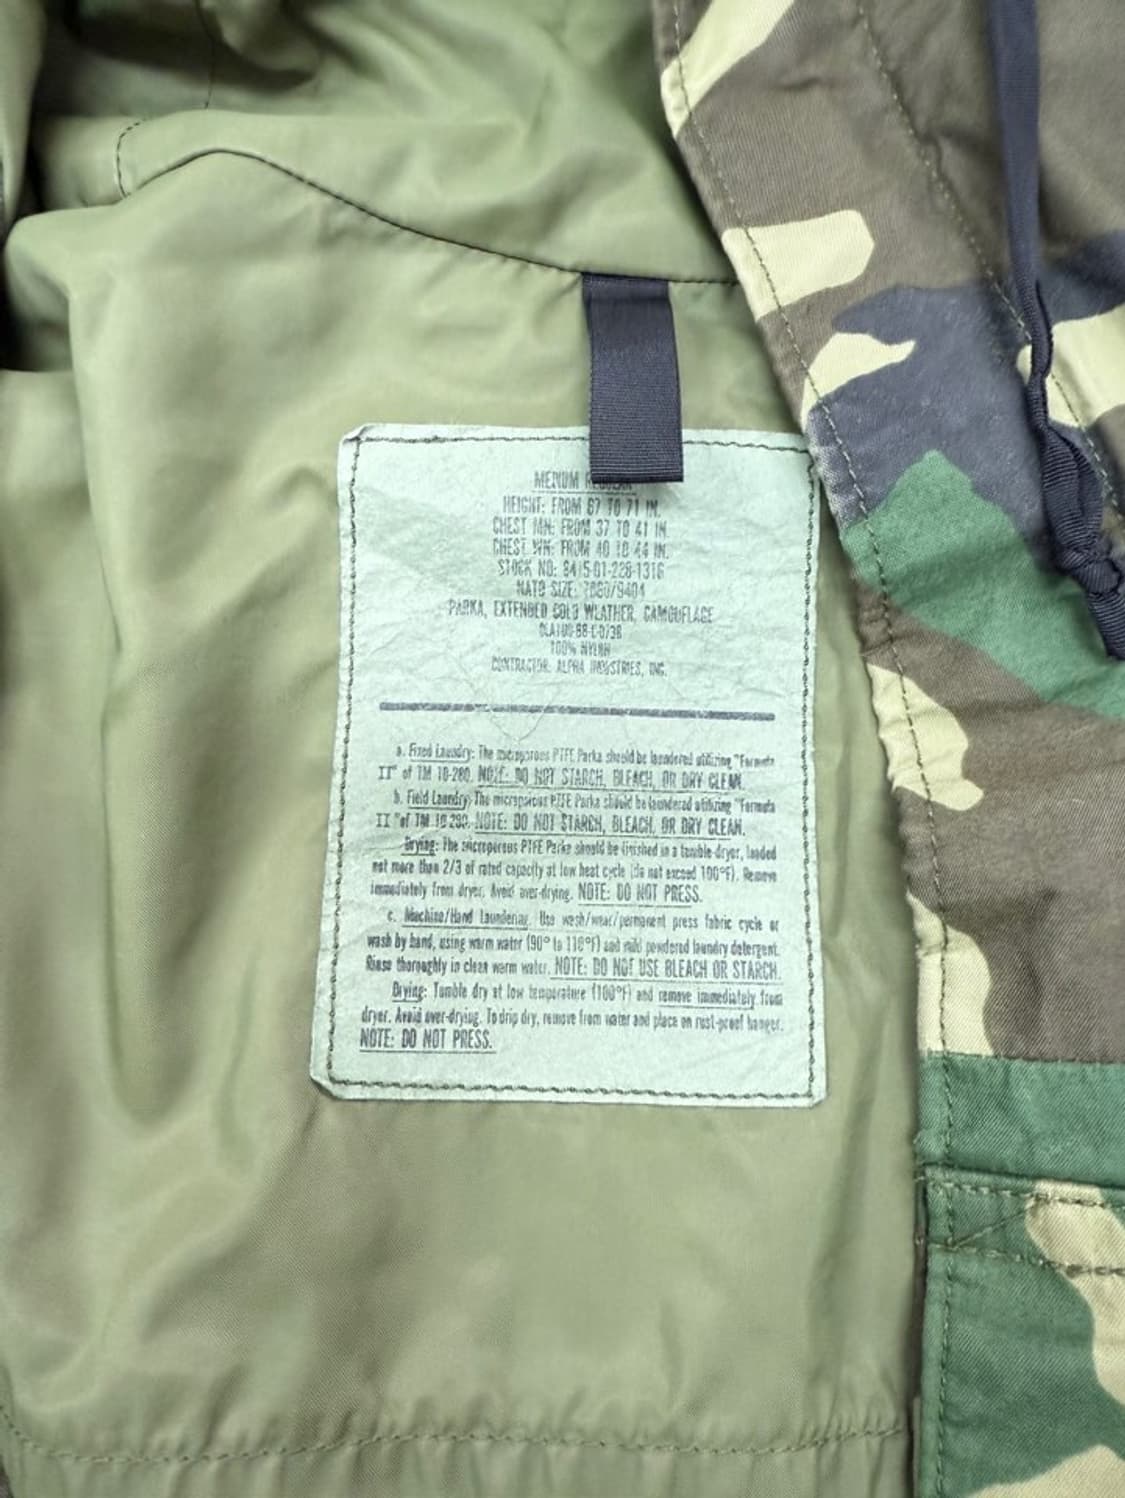 MEDIUM REGULAR
HEIGHT: FROM 67 TO 71 IN.
CHEST MN: FROM 37 TO 41 IN.
CHEST WN: FROM 40 TO 44 IN.
STOCK NO: 8415-01-228-1316
NATO SIZE: /9404
PARKA, EXTENDED COLD WEATHER, CAMOUFLAGE
100% NYLON
CONTRACTOR: ALPHA INDUSTRIES, INC.
a. Fixed Laundry: The microporous PTFE Parka should be laundered utilizing "Formula
II" of TM 10-280. NOTE: DO NOT STARCH, BLEACH, OR DRY CLEAN.
b. Field Laundry: The microporous PTFE Parka should be laundered utilizing "Formula
II "of TM 10-280. NOTE: DO NOT STARCH, BLEACH, OR DRY CLEAN.
Drying: The microporous PTFE Parka should be finished in a tumble dryer, loaded
not more than 2/3 of rated capacity at low heat cycle (do not exceed 100°F). Remove
immediately from dryer. Avoid over-drying. NOTE: DO NOT PRESS.
c. Machine/Hand Laundering. Use wash/wear/permanent press fabric cycle or
wash by hand, using warm water (90° to 110°F) and mild powdered laundry detergent.
Rinse thoroughly in clean warm water. NOTE: DO NOT USE BLEACH OR STARCH.
Drying: Tumble dry at low temperature (100°F) and remove immediately from
dryer. Avoid over-drying. To drip dry, remove from water and place on rust-proof hanger.
NOTE: DO NOT PRESS.